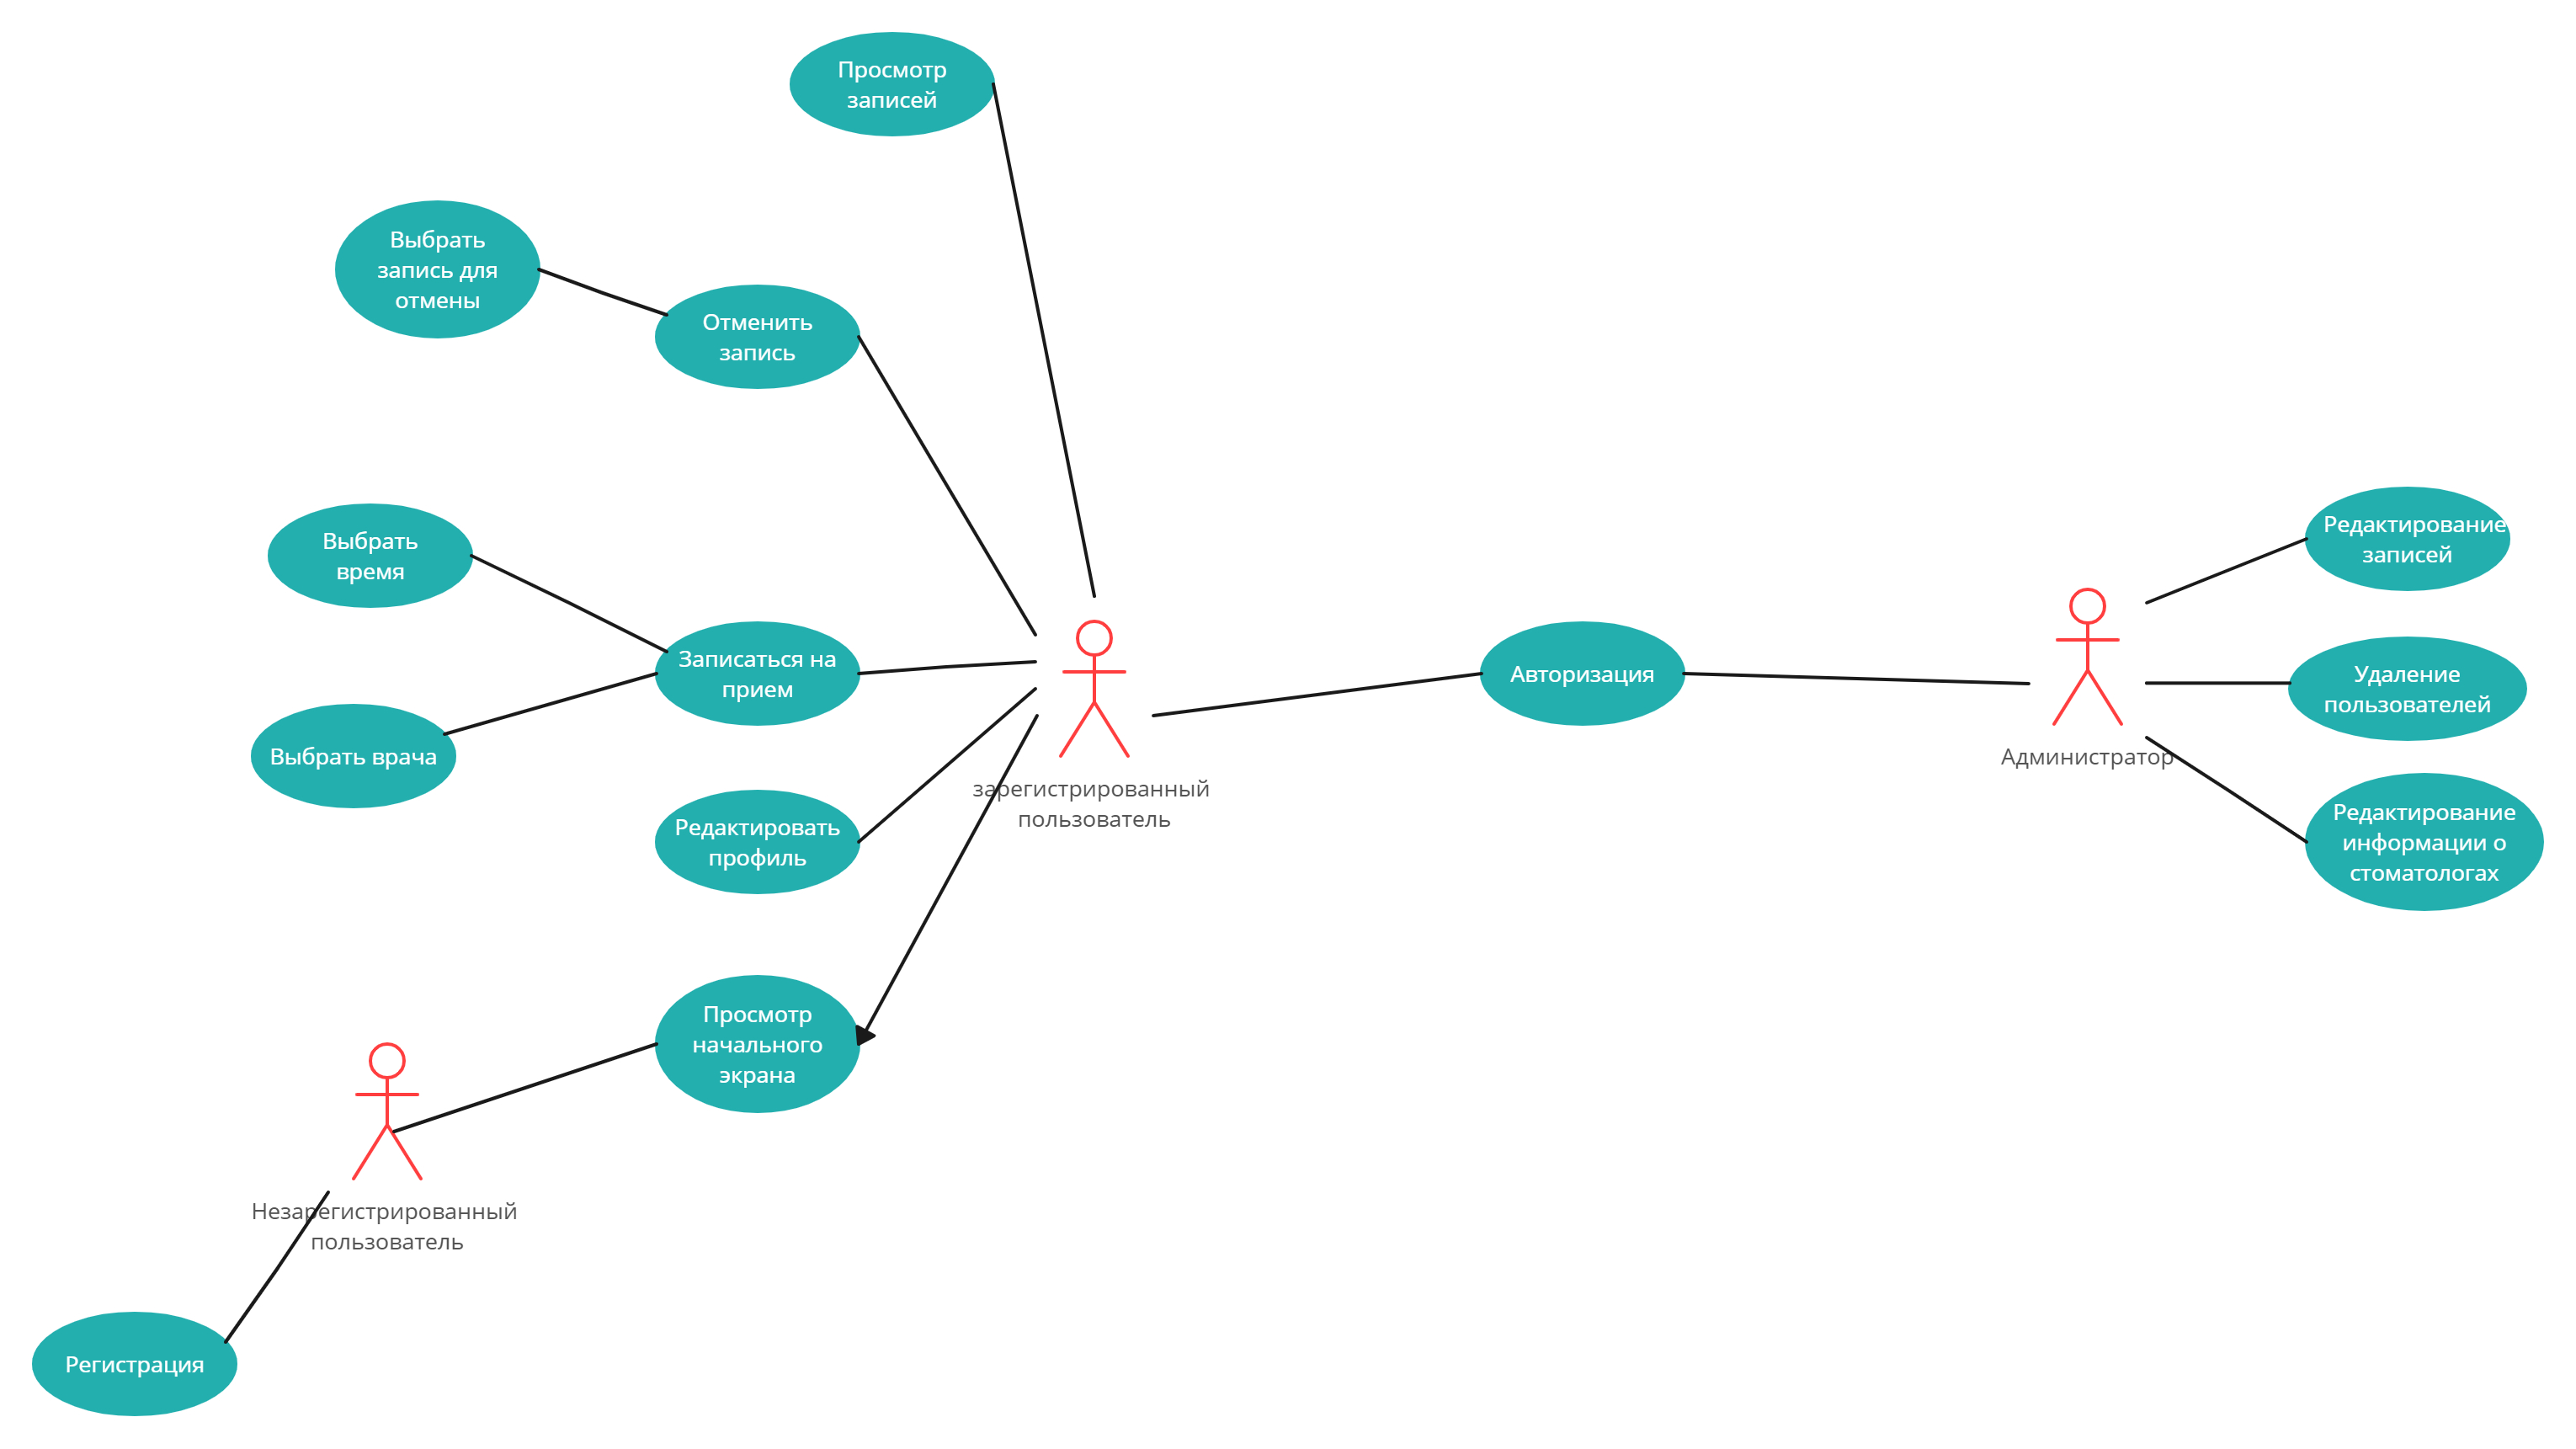 Просмотр
записей
Выбрать
запись для
отмены
Отменить
запись
Выбрать
время
Записаться на
прием
Выбрать врача
Редактировать
профиль
зарегистрированный
пользователь
Авторизация
Администратор
Редактирование
записей
Удаление
пользователей
Редактирование
информации о
стоматологах
Просмотр
начального
экрана
Незарегистрированный
пользователь
Регистрация